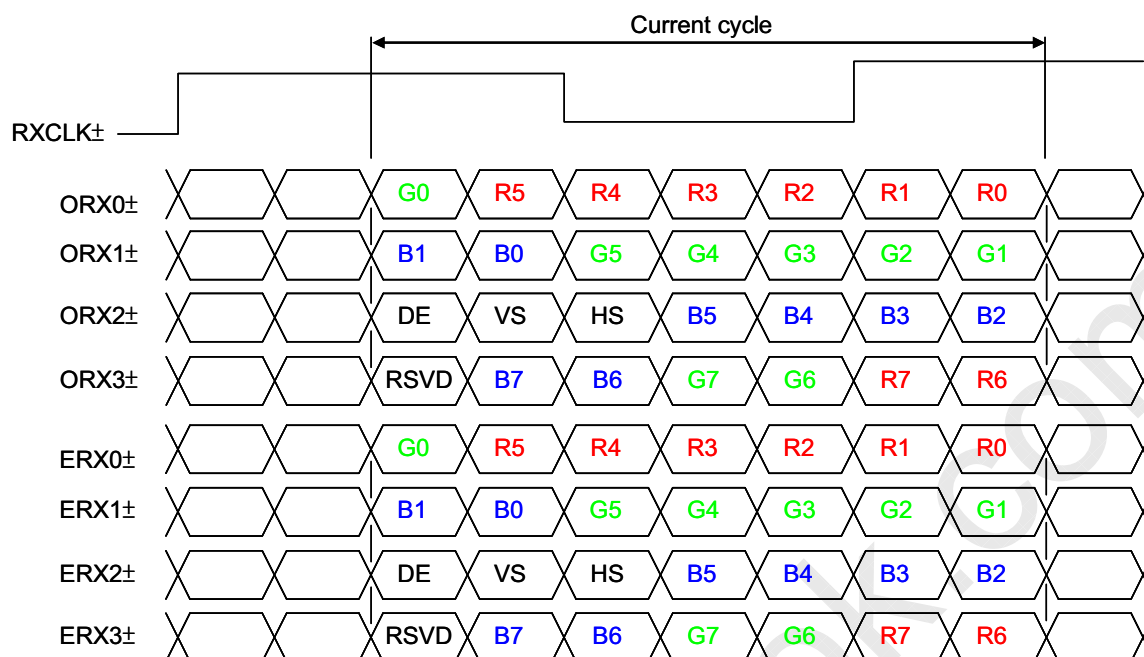 Current cycle
RXCLK±
ORX0± G0 R5 R4 R3 R2 R1 R0
ORX1± B1 B0 G5 G4 G3 G2 G1
ORX2± DE VS HS B5 B4 B3 B2
ORX3± RSVD B7 B6 G7 G6 R7 R6
ERX0± G0 R5 R4 R3 R2 R1 R0
ERX1± B1 B0 G5 G4 G3 G2 G1
ERX2± DE VS HS B5 B4 B3 B2
ERX3± RSVD B7 B6 G7 G6 R7 R6